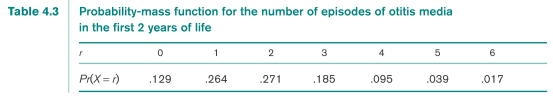 Table 4.3 Probability-mass function for the number of episodes of otitis media
in the first 2 years of life
r 0 1 2 3 4 5 6
Pr(X = r) .129 .264 .271 .185 .095 .039 .017